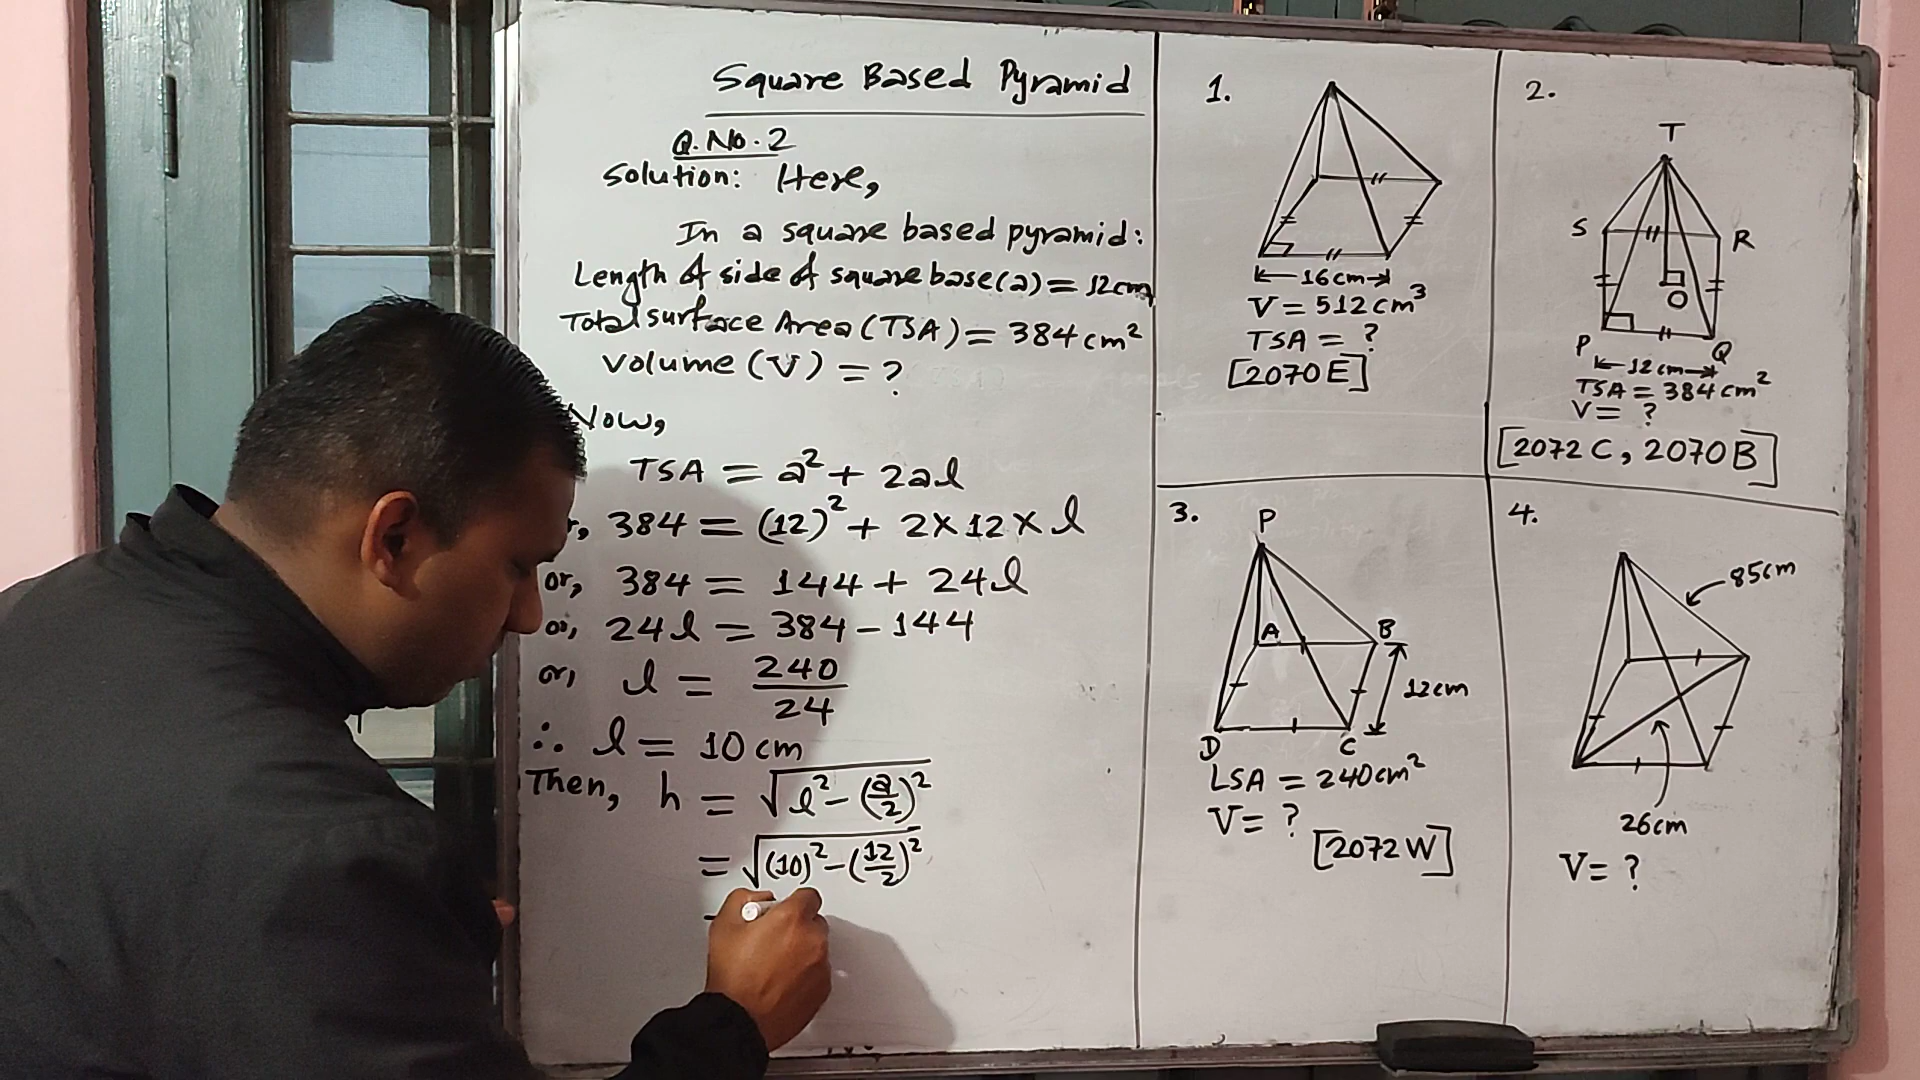 Square Based Pyramid
Q. No. 2
Solution: Here,
In a square based pyramid:
Length of side of square base(a) = 12cm
Total surface Area (TSA) = 384 cm²
Volume (V) = ?
Now,
TSA = a² + 2al
r, 384 = (12)² + 2×12×l
or, 384 = 144 + 24l
or, 24l = 384 - 144
or, l = 240/24
∴ l = 10 cm
Then, h = √(l² - (a/2)²)
= √((10)² - (12/2)²)
1.
16cm
V = 512 cm³
TSA = ?
[2070 E]
2.
T
S
R
O
P
Q
12cm
TSA = 384 cm²
V = ?
[2072 C, 2070 B]
3.
P
A
B
12cm
D
C
LSA = 240cm²
V = ?
[2072 W]
4.
85cm
26cm
V = ?